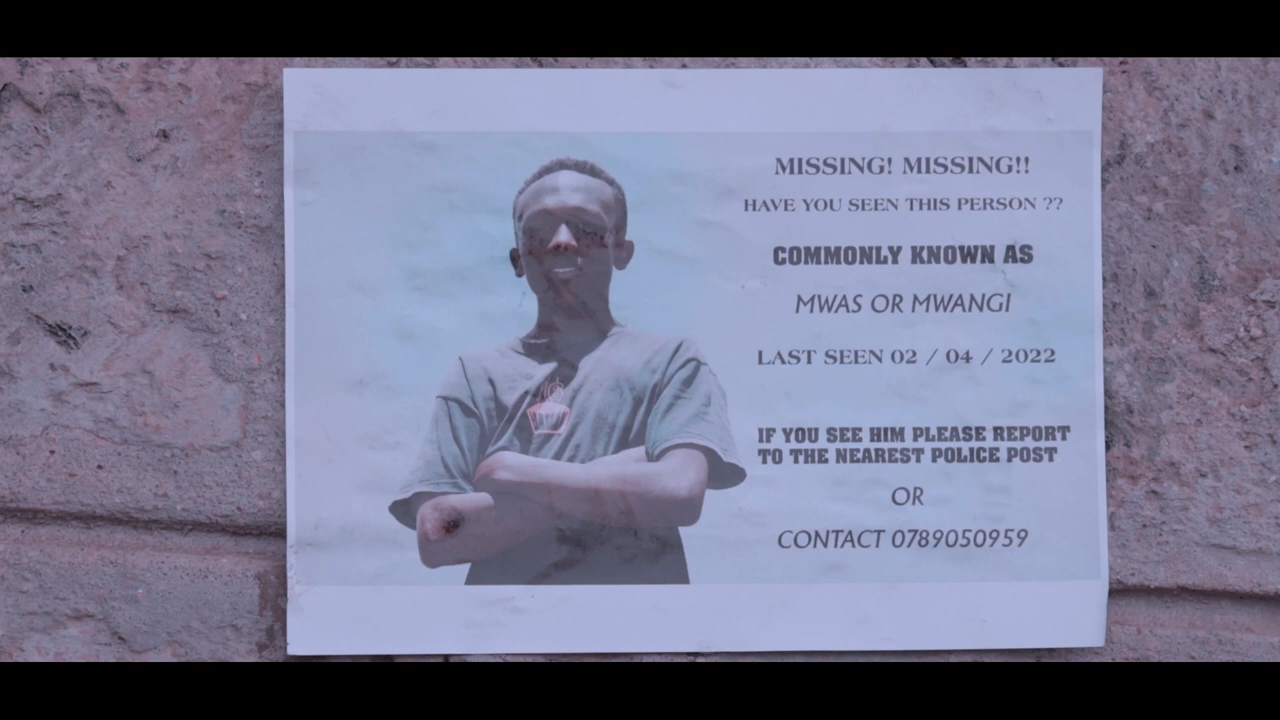 MISSING! MISSING!!
HAVE YOU SEEN THIS PERSON ??
COMMONLY KNOWN AS
MWAS OR MWANGI
LAST SEEN 02 / 04 / 2022
IF YOU SEE HIM PLEASE REPORT
TO THE NEAREST POLICE POST
OR
CONTACT 0789050959